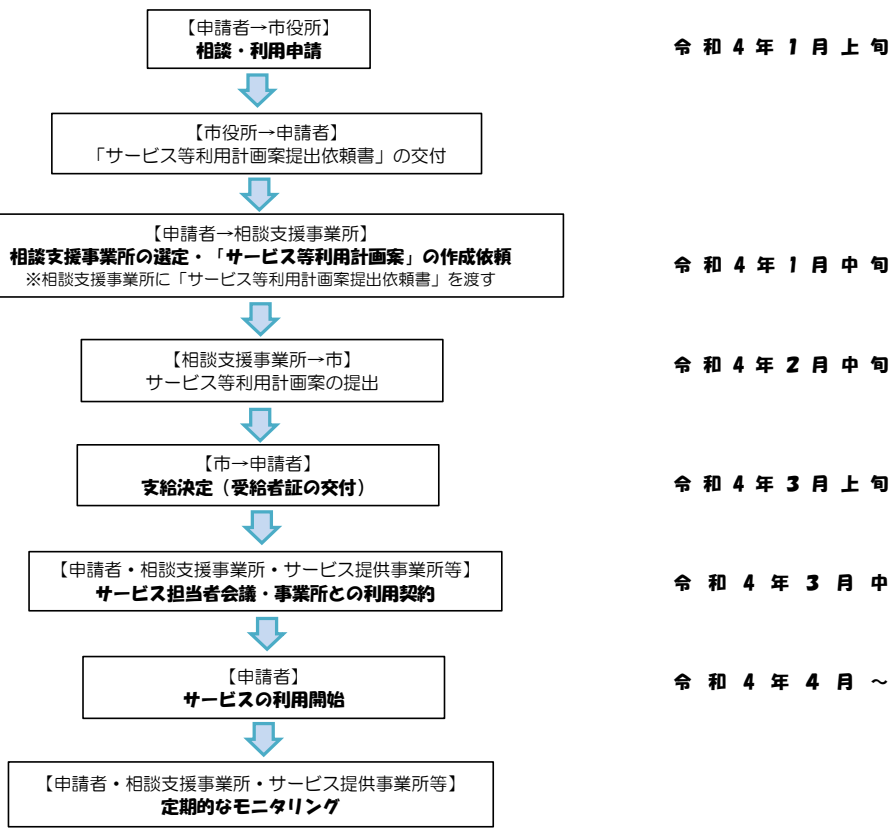 【申請者→市役所】
相談・利用申請
令和4年1月上旬
【市役所→申請者】
「サービス等利用計画案提出依頼書」の交付
【申請者→相談支援事業所】
相談支援事業所の選定・「サービス等利用計画案」の作成依頼
※相談支援事業所に「サービス等利用計画案提出依頼書」を渡す
令和4年1月中旬
【相談支援事業所→市】
サービス等利用計画案の提出
令和4年2月中旬
【市→申請者】
支給決定（受給者証の交付）
令和4年3月上旬
【申請者・相談支援事業所・サービス提供事業所等】
サービス担当者会議・事業所との利用契約
令和4年3月中
【申請者】
サービスの利用開始
令和4年4月～
【申請者・相談支援事業所・サービス提供事業所等】
定期的なモニタリング